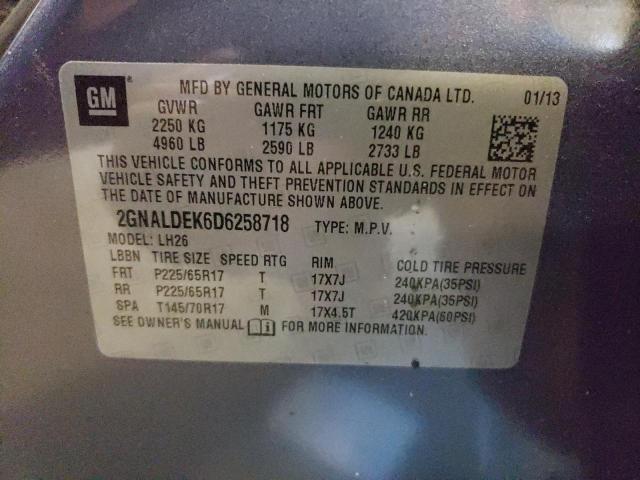 GM ® MFD BY GENERAL MOTORS OF CANADA LTD. 01/13
GVWR GAWR FRT GAWR RR
2250 KG 1175 KG 1240 KG
4960 LB 2590 LB 2733 LB
THIS VEHICLE CONFORMS TO ALL APPLICABLE U.S. FEDERAL MOTOR
VEHICLE SAFETY AND THEFT PREVENTION STANDARDS IN EFFECT ON
THE DATE OF MANUFACTURE SHOWN ABOVE.
2GNALDEK6D6258718 TYPE: M.P.V.
MODEL: LH26
LBBN TIRE SIZE SPEED RTG RIM COLD TIRE PRESSURE
FRT P225/65R17 T 17X7J 240KPA(35PSI)
RR P225/65R17 T 17X7J 240KPA(35PSI)
SPA T145/70R17 M 17X4.5T 420KPA(60PSI)
SEE OWNER'S MANUAL FOR MORE INFORMATION.